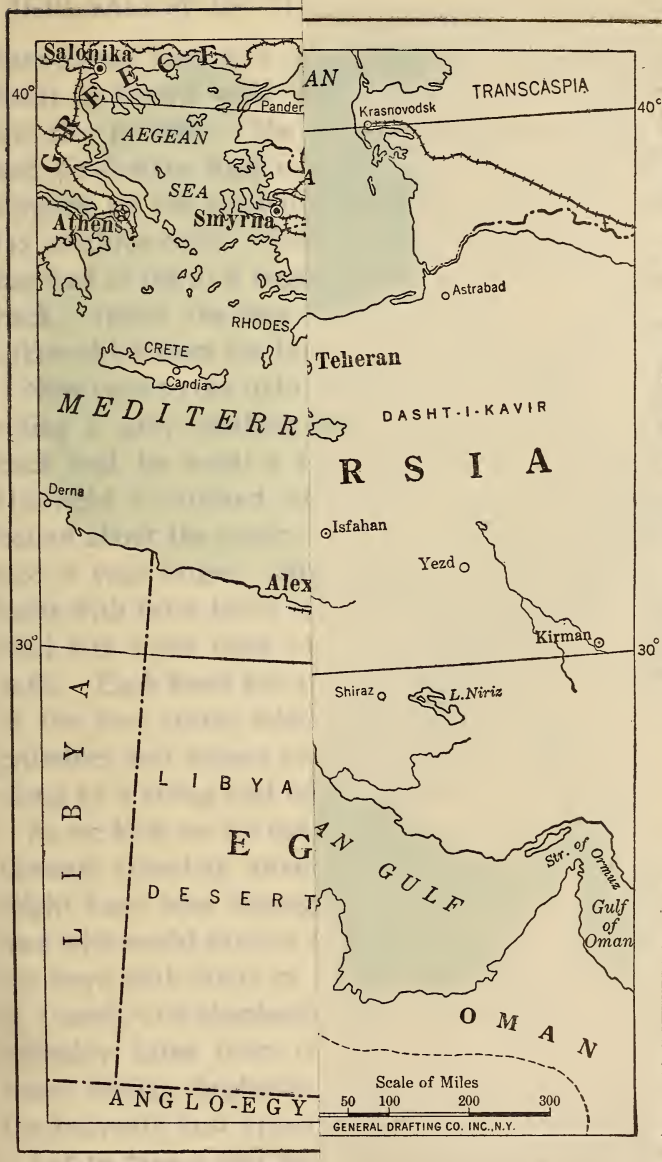 Salonika
GREECE
40°
AEGEAN
Pander
SEA
Athens
Smyrna
RHODES
CRETE
Candia
MEDITERR
Derna
Alex
30°
LIBYA
LIBYA
EG
DESERT
ANGLO-EGY
AN
TRANSCASPIA
Krasnovodsk
40°
A
Astrabad
Teheran
DASHT-I-KAVIR
RSIA
Isfahan
Yezd
Kirman
30°
Shiraz
L.Niriz
AN GULF
Str. of Ormuz
Gulf
of
Oman
OMAN
Scale of Miles
50 100 200 300
GENERAL DRAFTING CO. INC., N.Y.